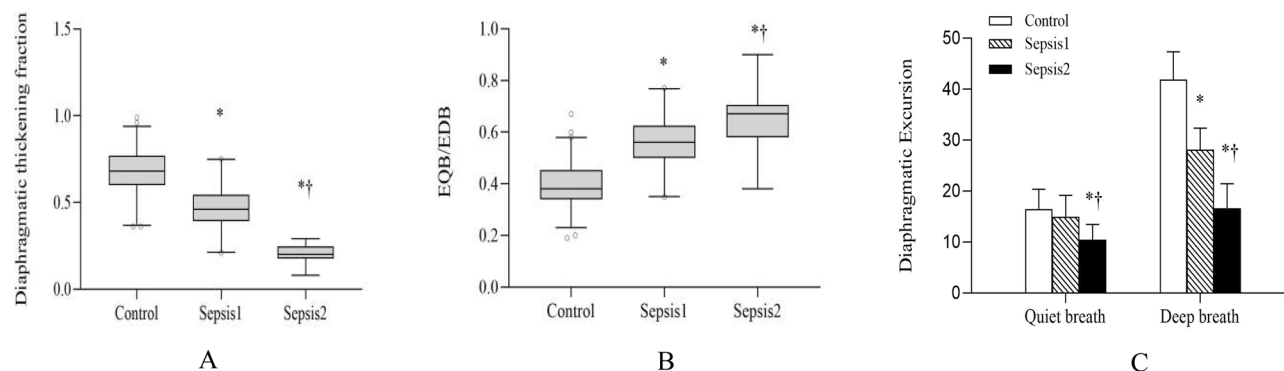 Diaphragmatic thickening fraction
1.5
1.0
0.5
0.0
*
*†
Control
Sepsis1
Sepsis2
A
EQB/EDB
1.0
0.8
0.6
0.4
0.2
0.0
*
*†
Control
Sepsis1
Sepsis2
B
Control
Sepsis1
Sepsis2
Diaphragmatic Excursion
50
40
30
20
10
0
*†
*
*†
Quiet breath
Deep breath
C